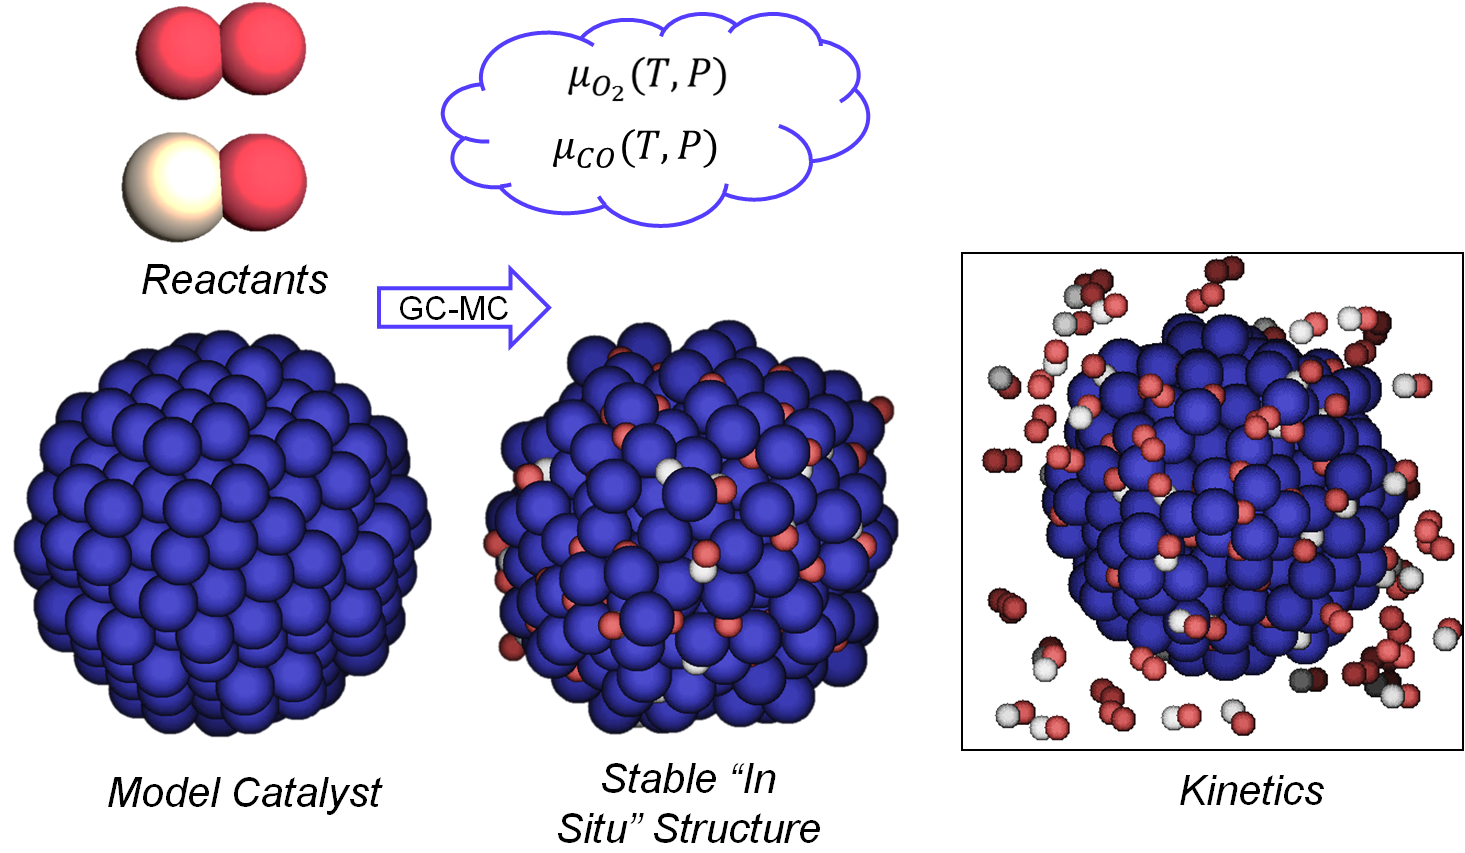 μO₂(T, P)
μCO(T, P)
Reactants
GC-MC
Model Catalyst
Stable “In
Situ” Structure
Kinetics